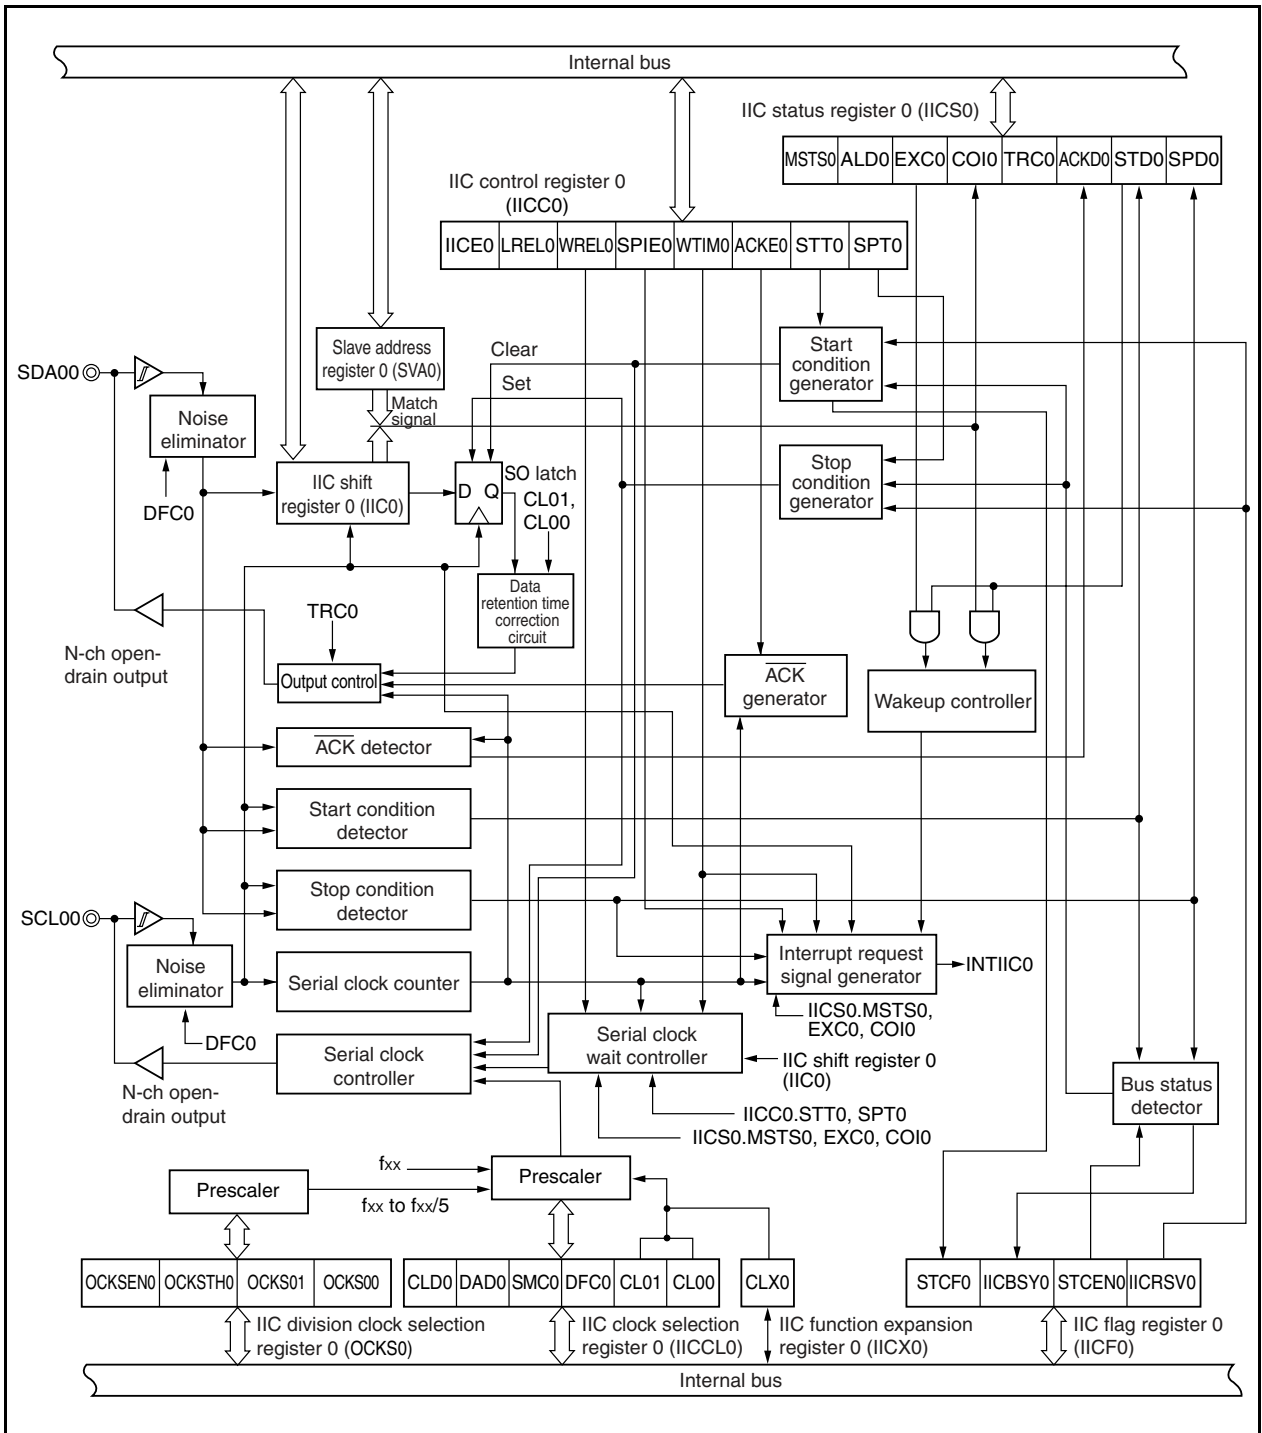 Internal bus
IIC status register 0 (IICS0)
MSTS0 ALD0 EXC0 COI0 TRC0 ACKD0 STD0 SPD0
IIC control register 0
(IICC0)
IICE0 LREL0 WREL0 SPIE0 WTIM0 ACKE0 STT0 SPT0
Slave address
register 0 (SVA0)
Clear
Set
Match
signal
Start
condition
generator
SDA00
Noise
eliminator
DFC0
IIC shift
register 0 (IIC0)
D Q
SO latch
CL01,
CL00
Stop
condition
generator
Data
retention time
correction
circuit
TRC0
N-ch open-
drain output
Output control
ACK
generator
Wakeup controller
ACK detector
Start condition
detector
Stop condition
detector
SCL00
Noise
eliminator
DFC0
Serial clock counter
Interrupt request
signal generator
INTIIC0
IICS0.MSTS0,
EXC0, COI0
Serial clock
controller
Serial clock
wait controller
IIC shift register 0
(IIC0)
N-ch open-
drain output
IICC0.STT0, SPT0
IICS0.MSTS0, EXC0, COI0
Bus status
detector
Prescaler
fxx
fxx to fxx/5
Prescaler
OCKSEN0 OCKSTH0 OCKS01 OCKS00
CLD0 DAD0 SMC0 DFC0 CL01 CL00
CLX0
STCF0 IICBSY0 STCEN0 IICRSV0
IIC division clock selection
register 0 (OCKS0)
IIC clock selection
register 0 (IICCL0)
IIC function expansion
register 0 (IICX0)
IIC flag register 0
(IICF0)
Internal bus